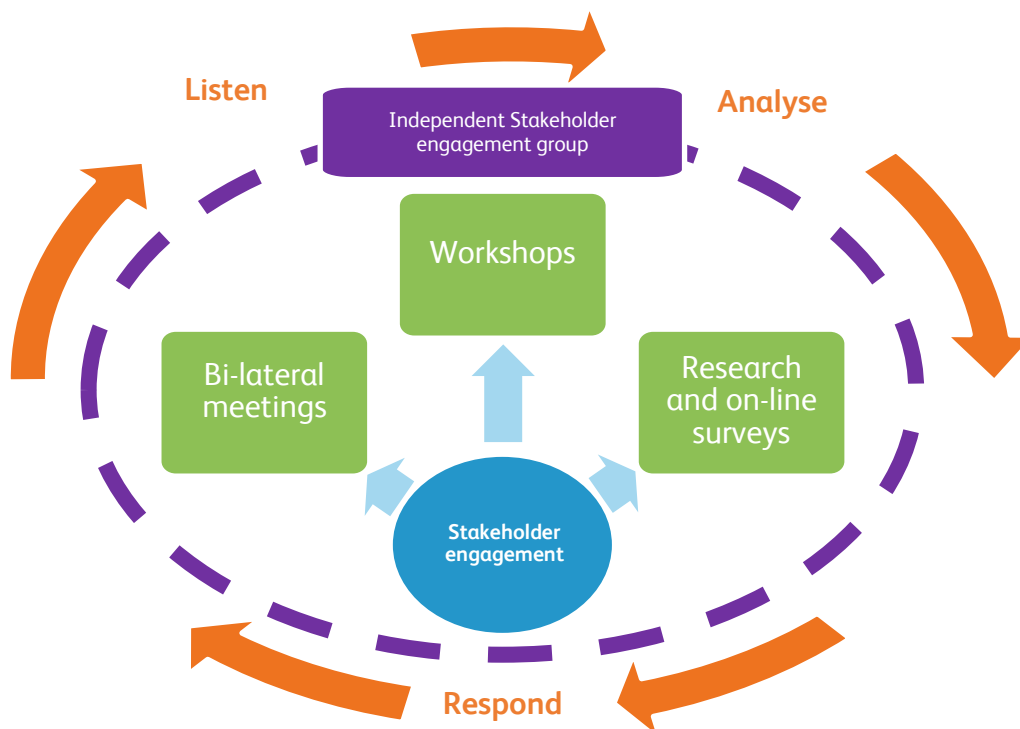 Listen
Analyse
Independent Stakeholder
engagement group
Workshops
Bi-lateral
meetings
Research
and on-line
surveys
Stakeholder
engagement
Respond